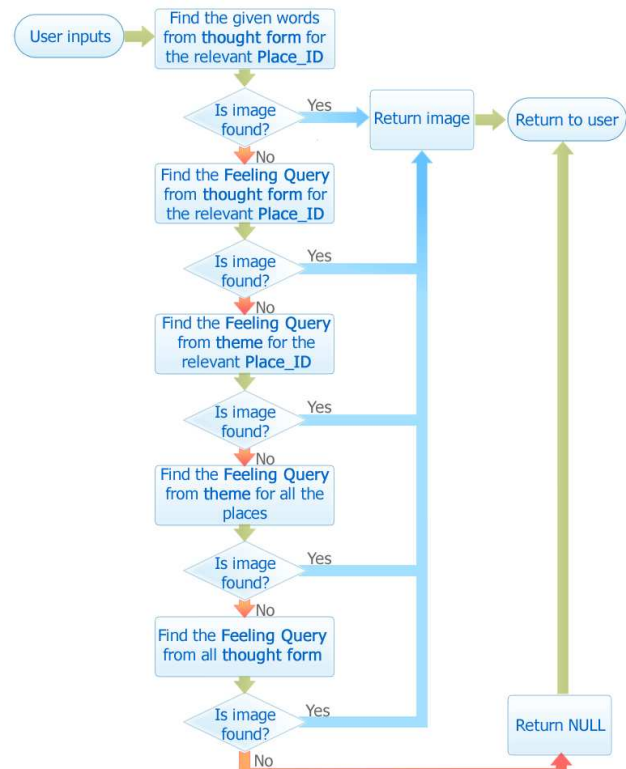 User inputs
Find the given words
from thought form for
the relevant Place_ID
Is image
found?
Yes
Return image
Return to user
No
Find the Feeling Query
from thought form for
the relevant Place_ID
Is image
found?
Yes
No
Find the Feeling Query
from theme for the
relevant Place_ID
Is image
found?
Yes
No
Find the Feeling Query
from theme for all the
places
Is image
found?
Yes
No
Find the Feeling Query
from all thought form
Is image
found?
Yes
Return NULL
No